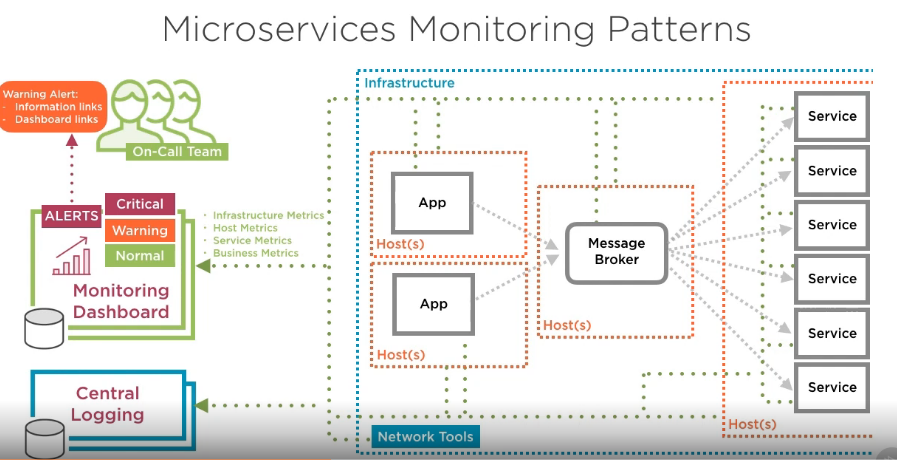 Microservices Monitoring Patterns
Warning Alert:
· Information links
· Dashboard links
On-Call Team
ALERTS
Critical
Warning
Normal
Monitoring
Dashboard
· Infrastructure Metrics
· Host Metrics
· Service Metrics
· Business Metrics
Central
Logging
Infrastructure
App
Host(s)
App
Host(s)
Message
Broker
Host(s)
Network Tools
Service
Service
Service
Service
Service
Service
Host(s)